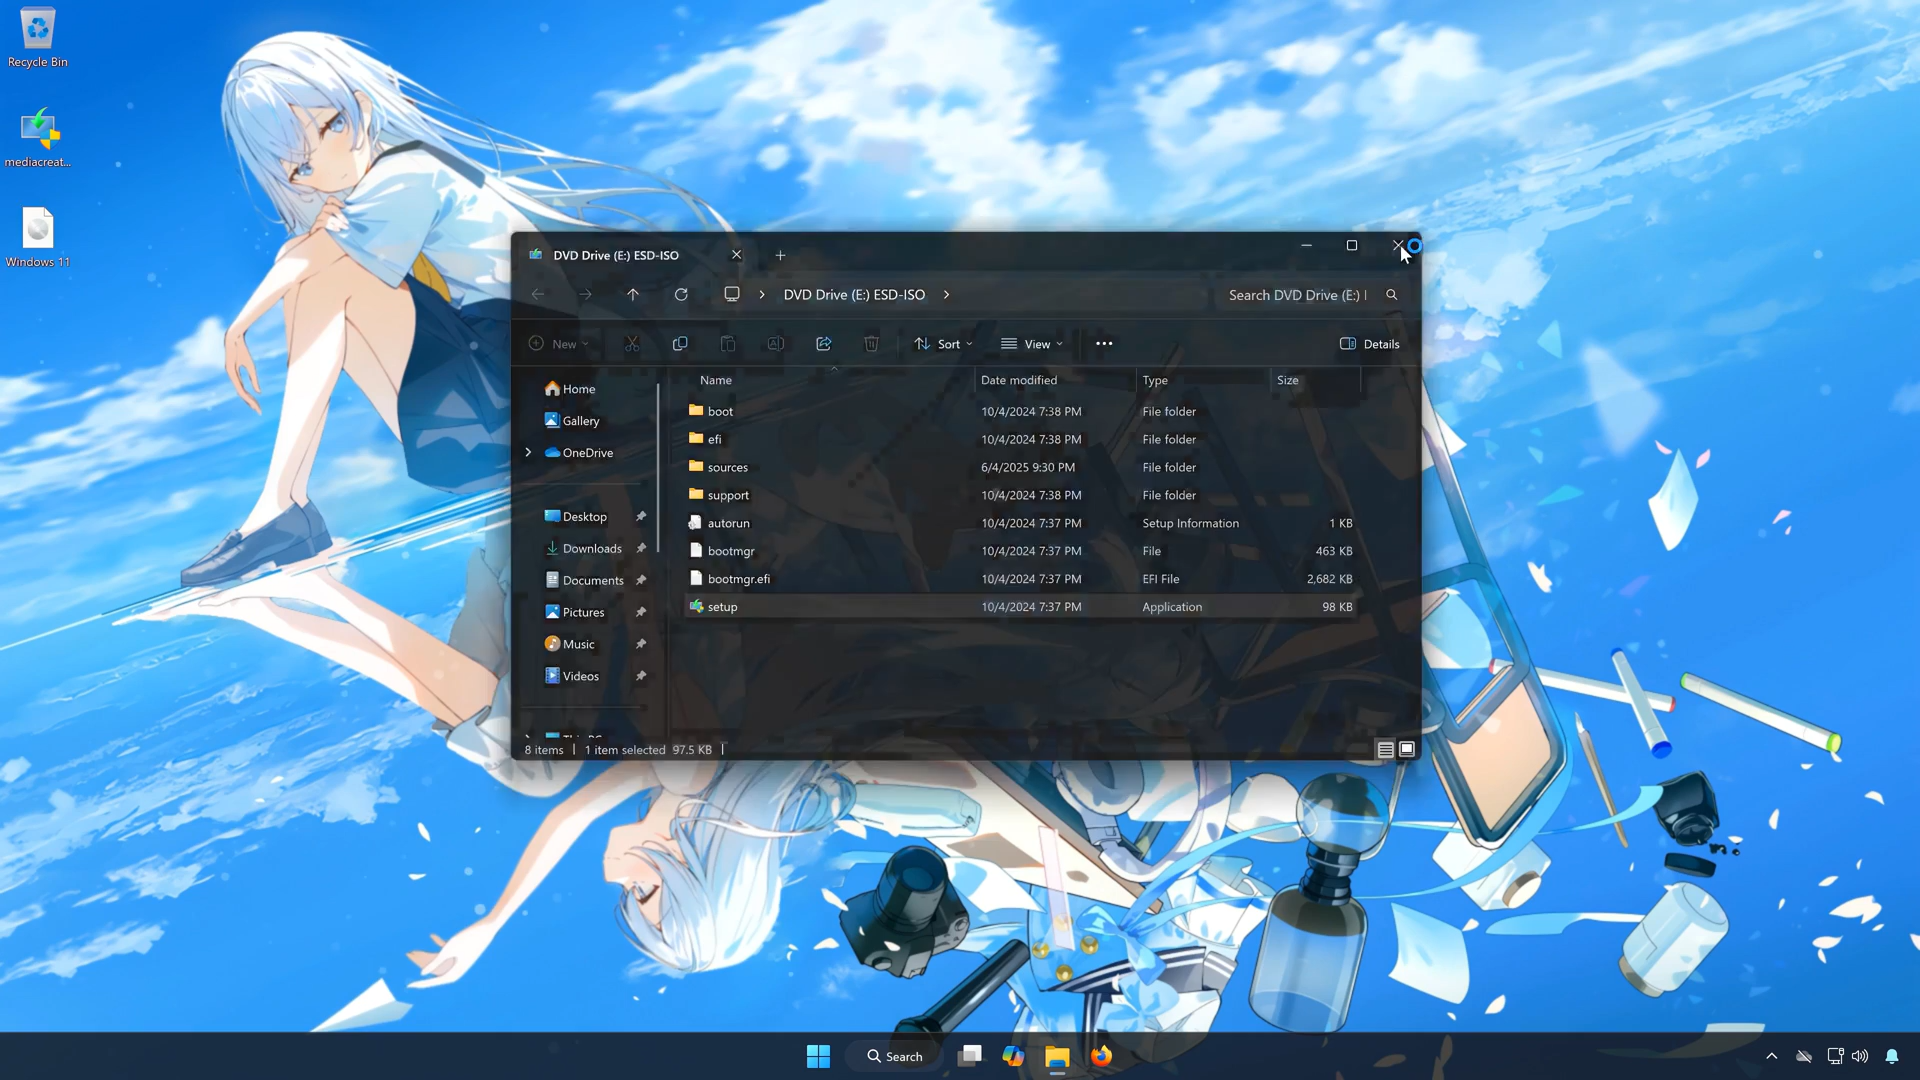 Recycle Bin
mediacreat...
Windows 11
DVD Drive (E:) ESD-ISO
DVD Drive (E:) ESD-ISO
Search DVD Drive (E:) I
New
Sort
View
Details
Home
Gallery
OneDrive
Desktop
Downloads
Documents
Pictures
Music
Videos
Name Date modified Type Size
boot 10/4/2024 7:38 PM File folder
efi 10/4/2024 7:38 PM File folder
sources 6/4/2025 9:30 PM File folder
support 10/4/2024 7:38 PM File folder
autorun 10/4/2024 7:37 PM Setup Information 1 KB
bootmgr 10/4/2024 7:37 PM File 463 KB
bootmgr.efi 10/4/2024 7:37 PM EFI File 2,682 KB
setup 10/4/2024 7:37 PM Application 98 KB
8 items 1 item selected 97.5 KB
Search